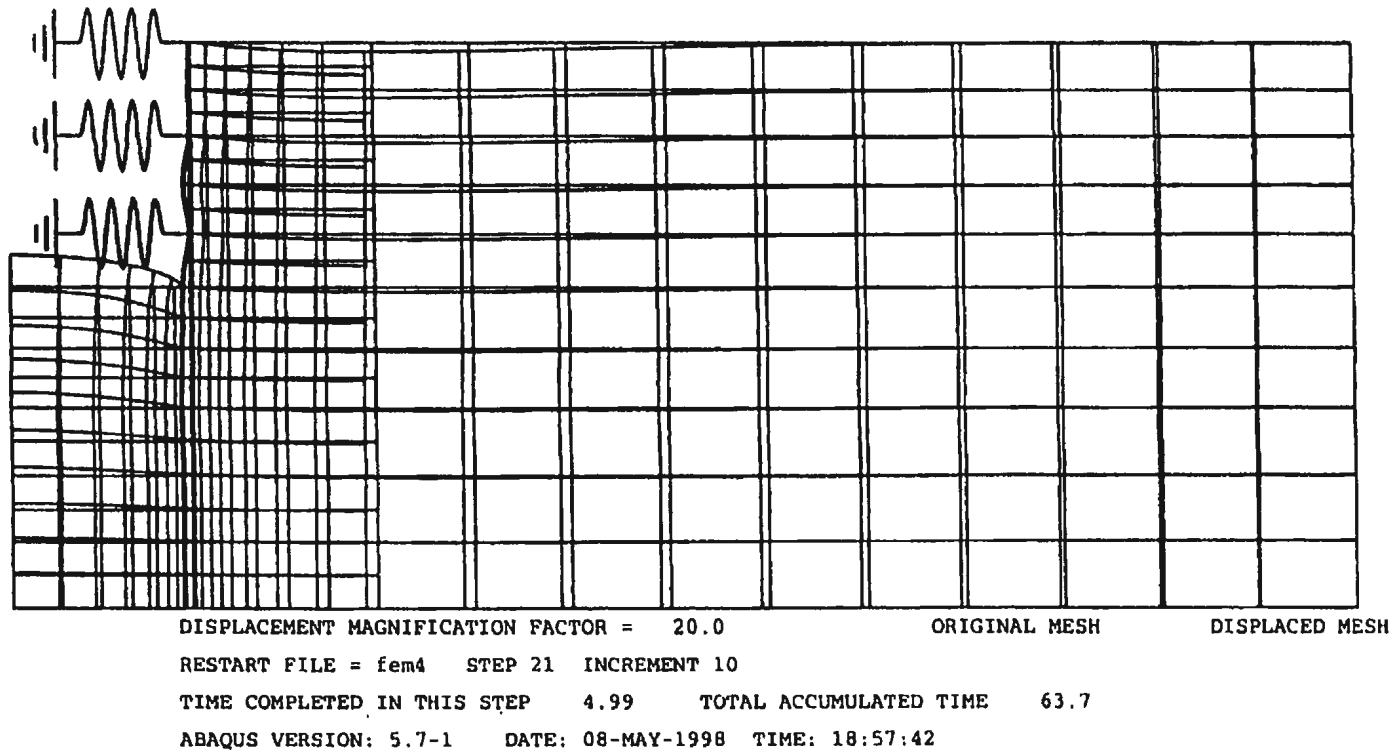 DISPLACEMENT MAGNIFICATION FACTOR = 20.0 ORIGINAL MESH DISPLACED MESH
RESTART FILE = fem4 STEP 21 INCREMENT 10
TIME COMPLETED IN THIS STEP 4.99 TOTAL ACCUMULATED TIME 63.7
ABAQUS VERSION: 5.7-1 DATE: 08-MAY-1998 TIME: 18:57:42